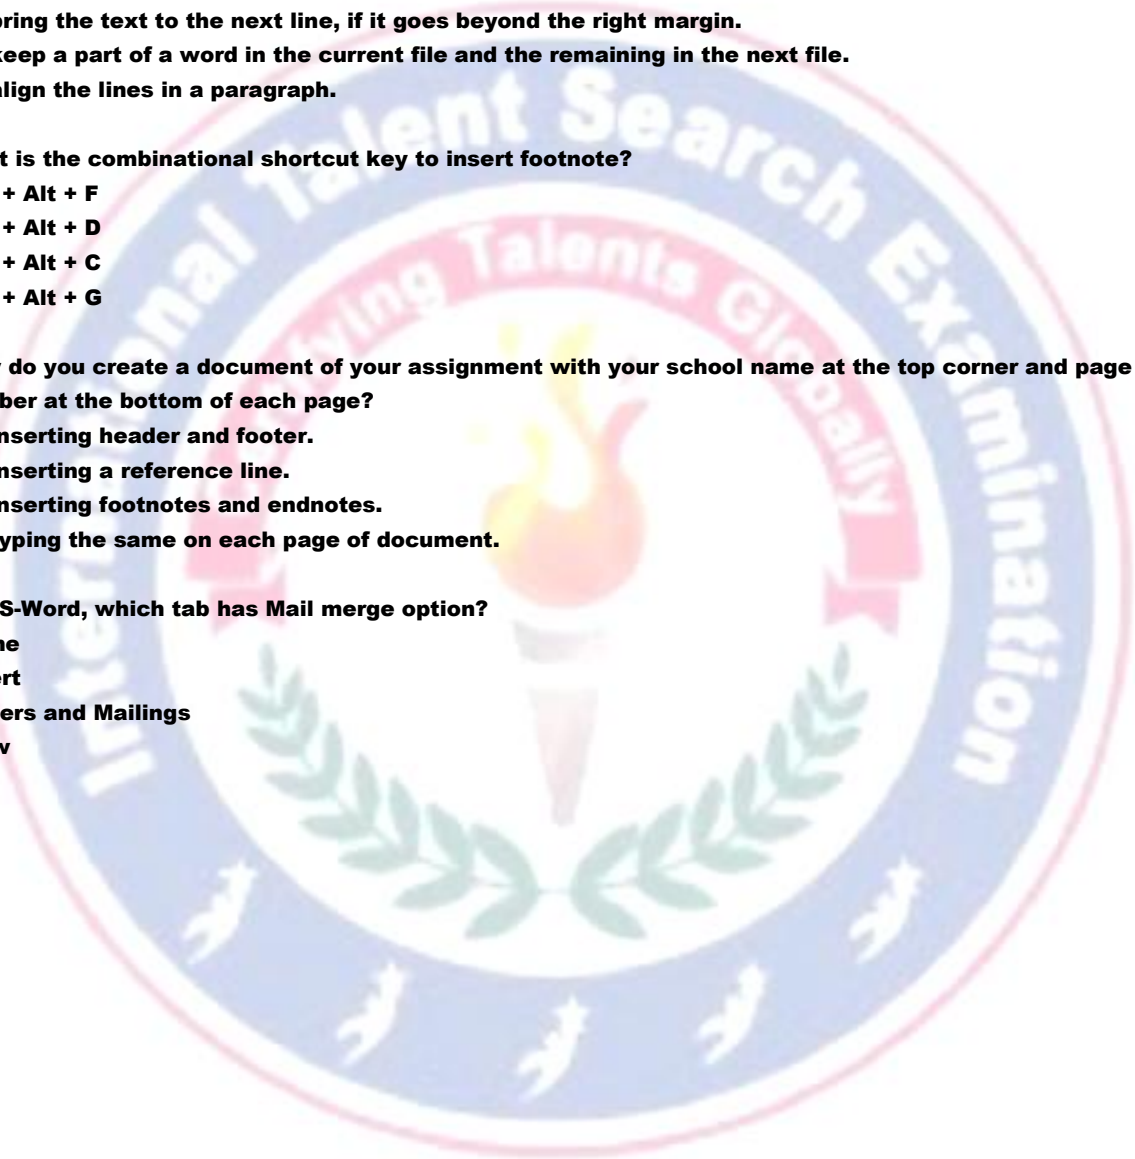 bring the text to the next line, if it goes beyond the right margin.
keep a part of a word in the current file and the remaining in the next file.
align the lines in a paragraph.
t is the combinational shortcut key to insert footnote?
+ Alt + F
+ Alt + D
+ Alt + C
+ Alt + G
do you create a document of your assignment with your school name at the top corner and page
ber at the bottom of each page?
nserting header and footer.
nserting a reference line.
nserting footnotes and endnotes.
yping the same on each page of document.
S-Word, which tab has Mail merge option?
ne
rt
ers and Mailings
International Talent Search Examination
Talents Globally